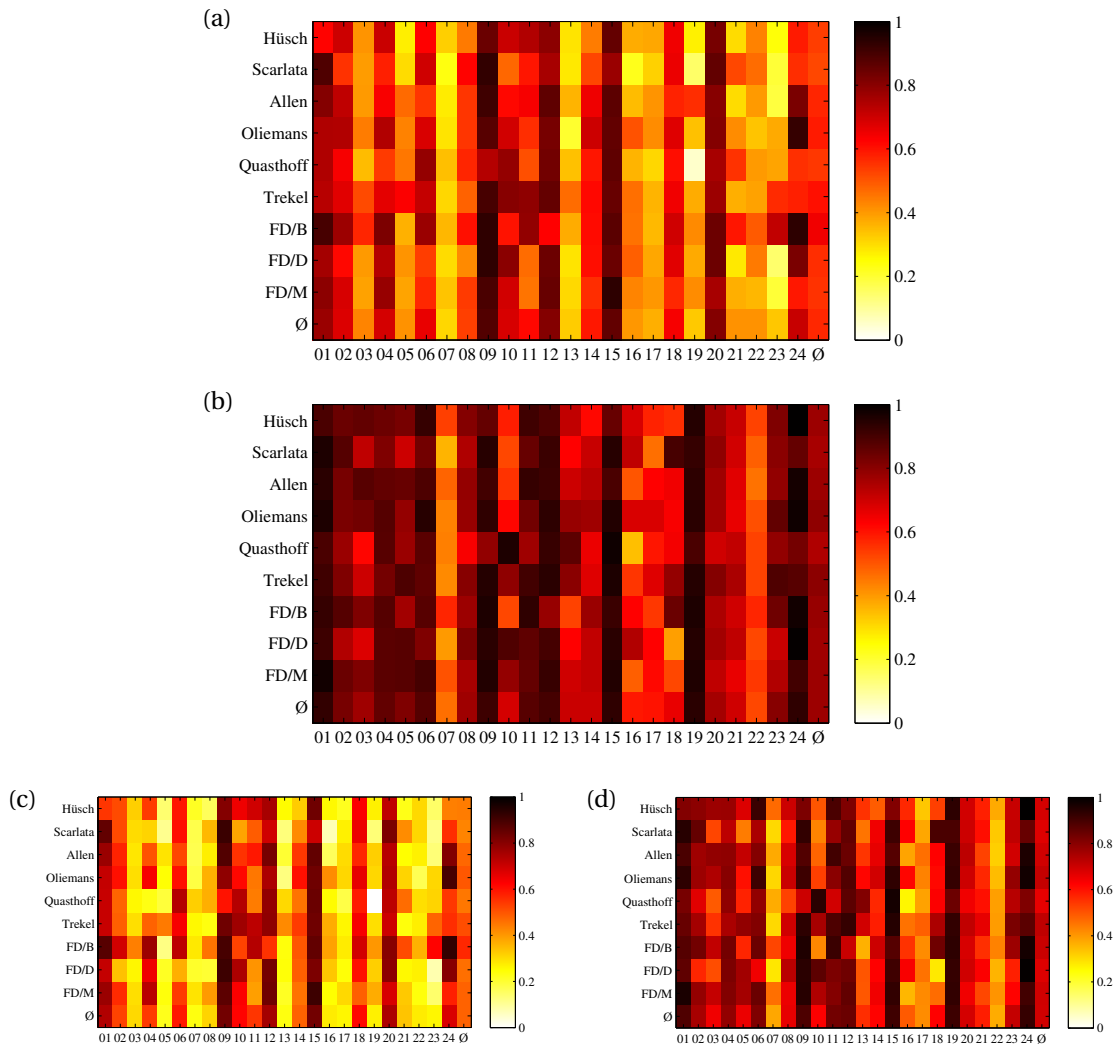 (a)
Hüsch
Scarlata
Allen
Oliemans
Quasthoff
Trekel
FD/B
FD/D
FD/M
Ø
01 02 03 04 05 06 07 08 09 10 11 12 13 14 15 16 17 18 19 20 21 22 23 24 Ø
1
0.8
0.6
0.4
0.2
0
(b)
Hüsch
Scarlata
Allen
Oliemans
Quasthoff
Trekel
FD/B
FD/D
FD/M
Ø
01 02 03 04 05 06 07 08 09 10 11 12 13 14 15 16 17 18 19 20 21 22 23 24 Ø
1
0.8
0.6
0.4
0.2
0
(c)
Hüsch
Scarlata
Allen
Oliemans
Quasthoff
Trekel
FD/B
FD/D
FD/M
Ø
01 02 03 04 05 06 07 08 09 10 11 12 13 14 15 16 17 18 19 20 21 22 23 24 Ø
1
0.8
0.6
0.4
0.2
0
(d)
Hüsch
Scarlata
Allen
Oliemans
Quasthoff
Trekel
FD/B
FD/D
FD/M
Ø
01 02 03 04 05 06 07 08 09 10 11 12 13 14 15 16 17 18 19 20 21 22 23 24 Ø
1
0.8
0.6
0.4
0.2
0